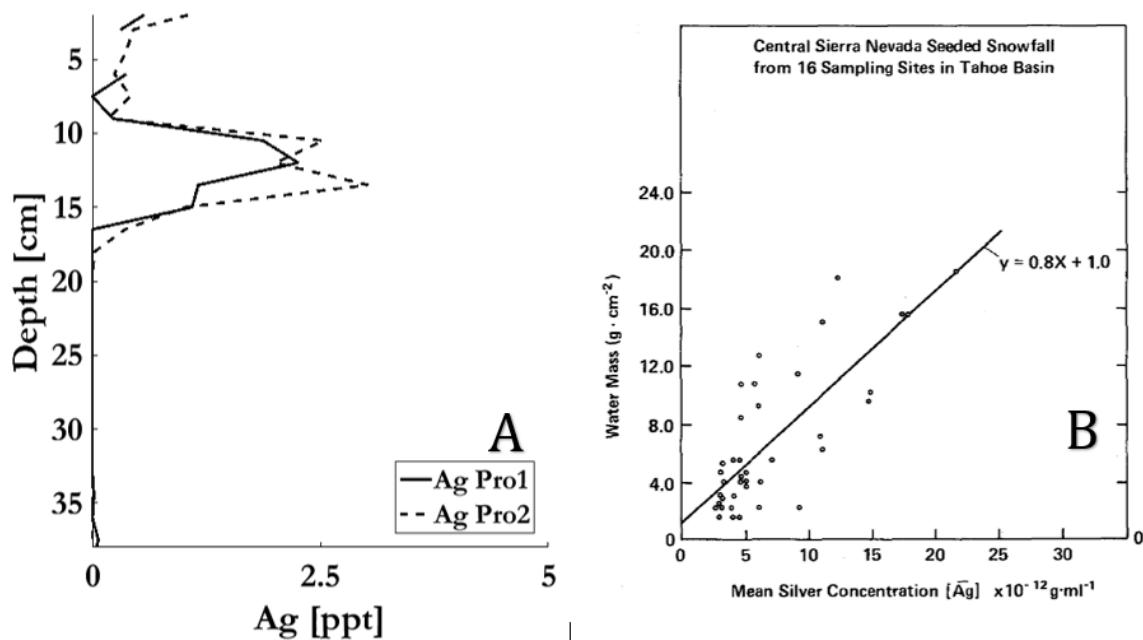 5
10
15
20
25
30
35
Depth [cm]
A
Ag Pro1
Ag Pro2
0
2.5
5
Ag [ppt]
Central Sierra Nevada Seeded Snowfall
from 16 Sampling Sites in Tahoe Basin
24.0
20.0
16.0
12.0
8.0
4.0
0
Water Mass (g · cm⁻²)
y = 0.8X + 1.0
B
0
5
10
15
20
25
30
0
Mean Silver Concentration [A̅g̅] x10⁻¹² g·ml⁻¹